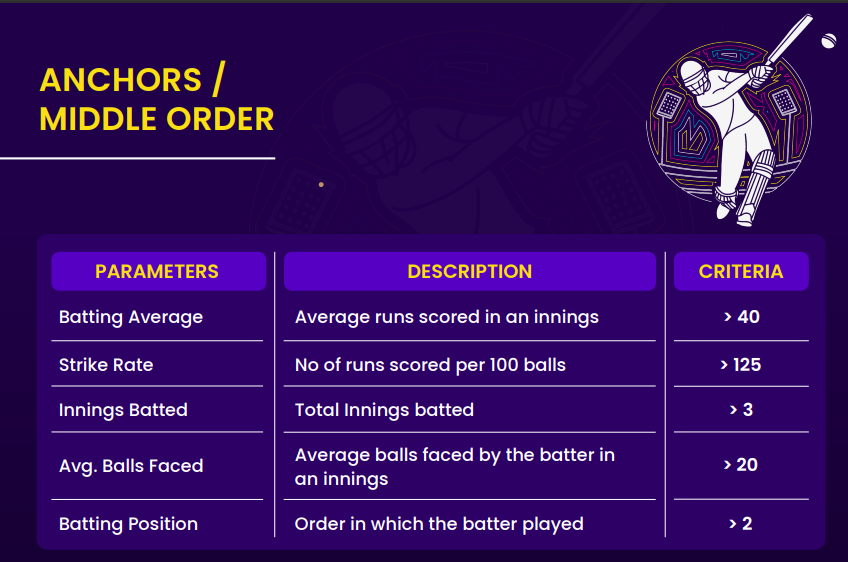 ANCHORS /
MIDDLE ORDER
PARAMETERS DESCRIPTION CRITERIA
Batting Average Average runs scored in an innings > 40
Strike Rate No of runs scored per 100 balls > 125
Innings Batted Total Innings batted > 3
Avg. Balls Faced Average balls faced by the batter in
an innings > 20
Batting Position Order in which the batter played > 2